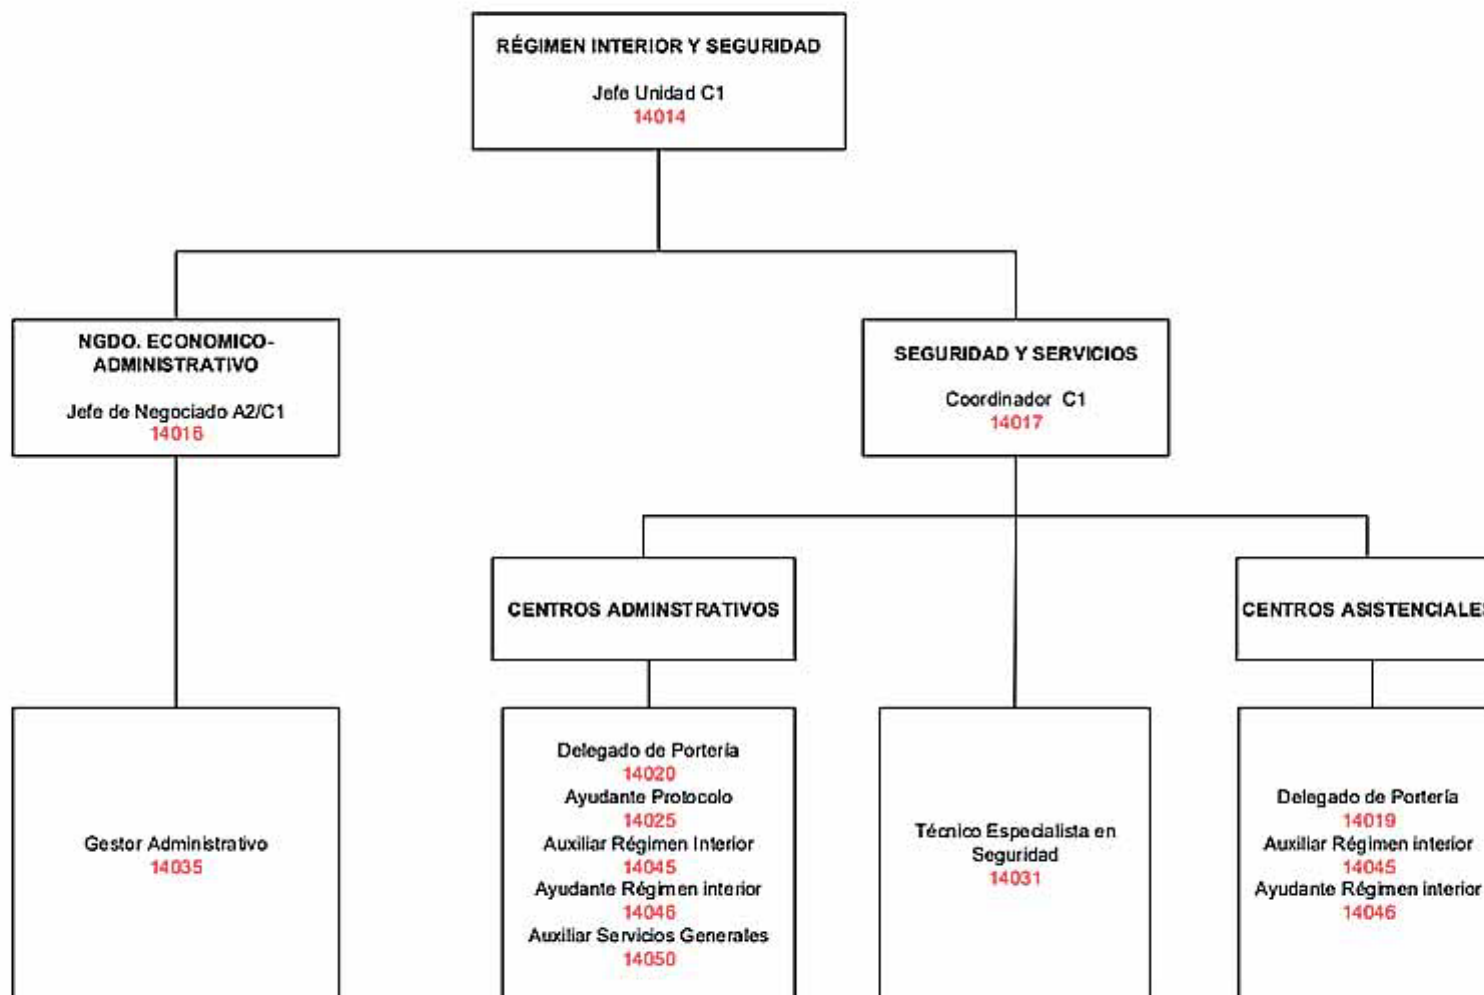 RÉGIMEN INTERIOR Y SEGURIDAD
Jefe Unidad C1
14014
NGDO. ECONOMICO-
ADMINISTRATIVO
Jefe de Negociado A2/C1
14016
SEGURIDAD Y SERVICIOS
Coordinador C1
14017
CENTROS ADMINSTRATIVOS
CENTROS ASISTENCIALES
Gestor Administrativo
14035
Delegado de Portería
14020
Ayudante Protocolo
14025
Auxiliar Régimen Interior
14045
Ayudante Régimen interior
14046
Auxiliar Servicios Generales
14050
Técnico Especialista en
Seguridad
14031
Delegado de Portería
14019
Auxiliar Régimen interior
14045
Ayudante Régimen interior
14046